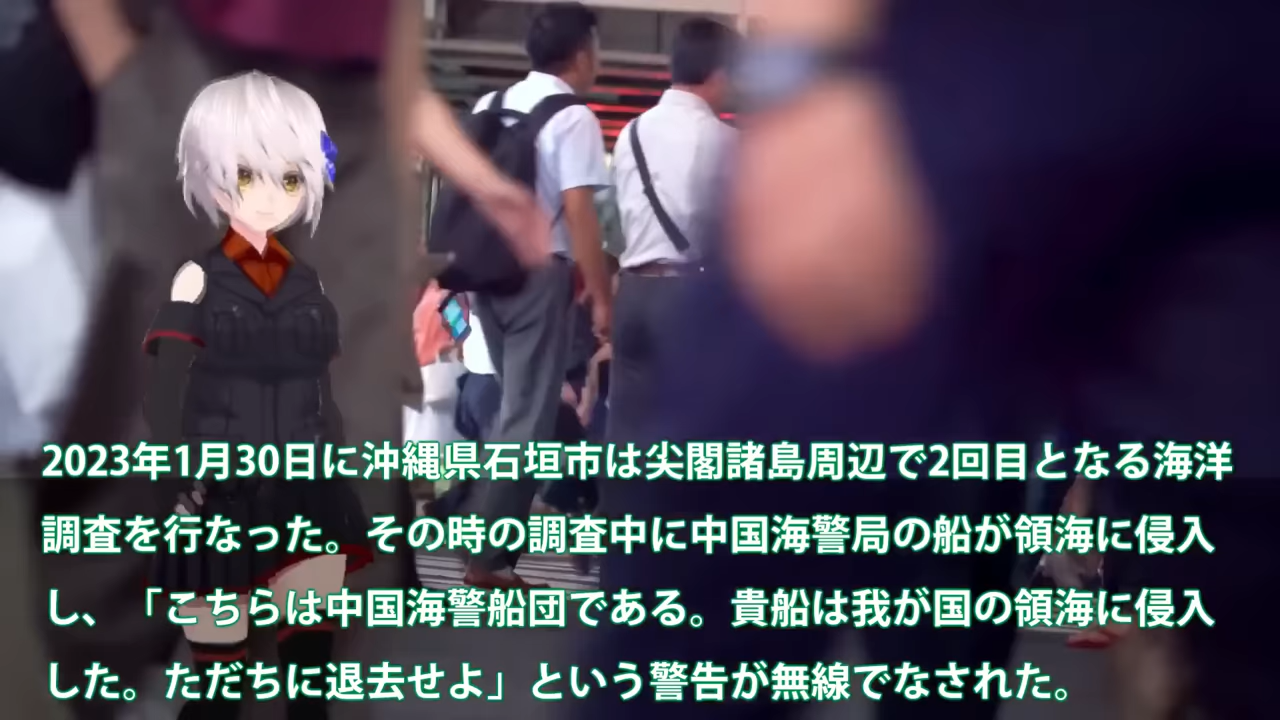 2023年1月30日に沖縄県石垣市は尖閣諸島周辺で2回目となる海洋
調査を行なった。その時の調査中に中国海警局の船が領海に侵入
し、「こちらは中国海警船団である。貴船は我が国の領海に侵入
した。ただちに退去せよ」という警告が無線でなされた。